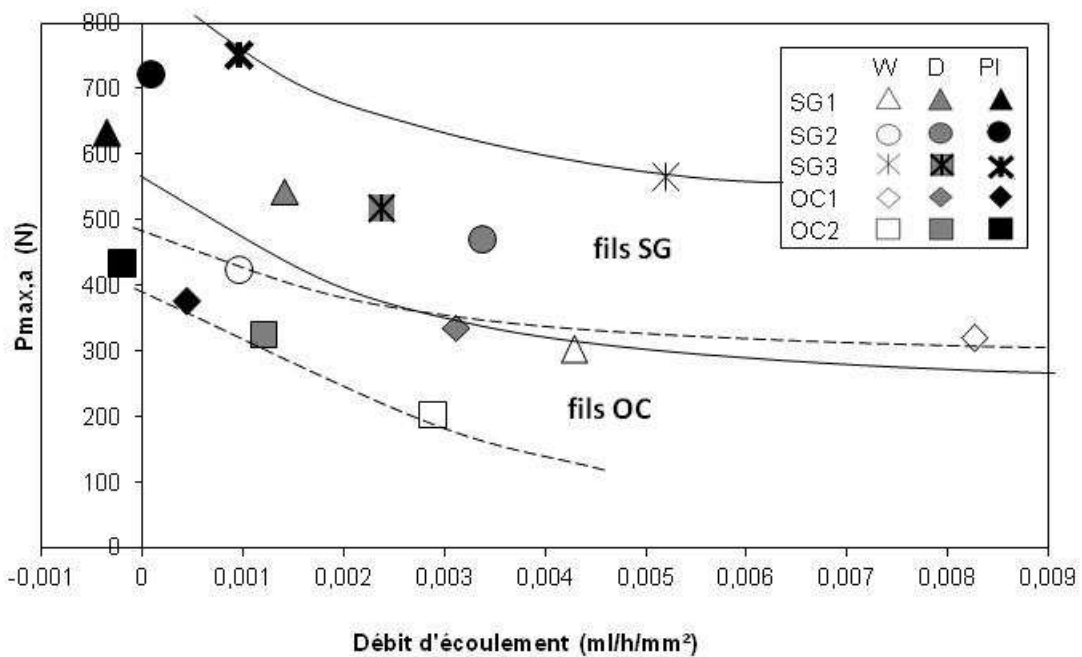 800
700
600
500
400
300
200
100
0
Pmax,a (N)
W D PI
SG1
SG2
SG3
OC1
OC2
fils SG
fils OC
-0,001 0 0,001 0,002 0,003 0,004 0,005 0,006 0,007 0,008 0,009
Débit d'écoulement (ml/h/mm²)